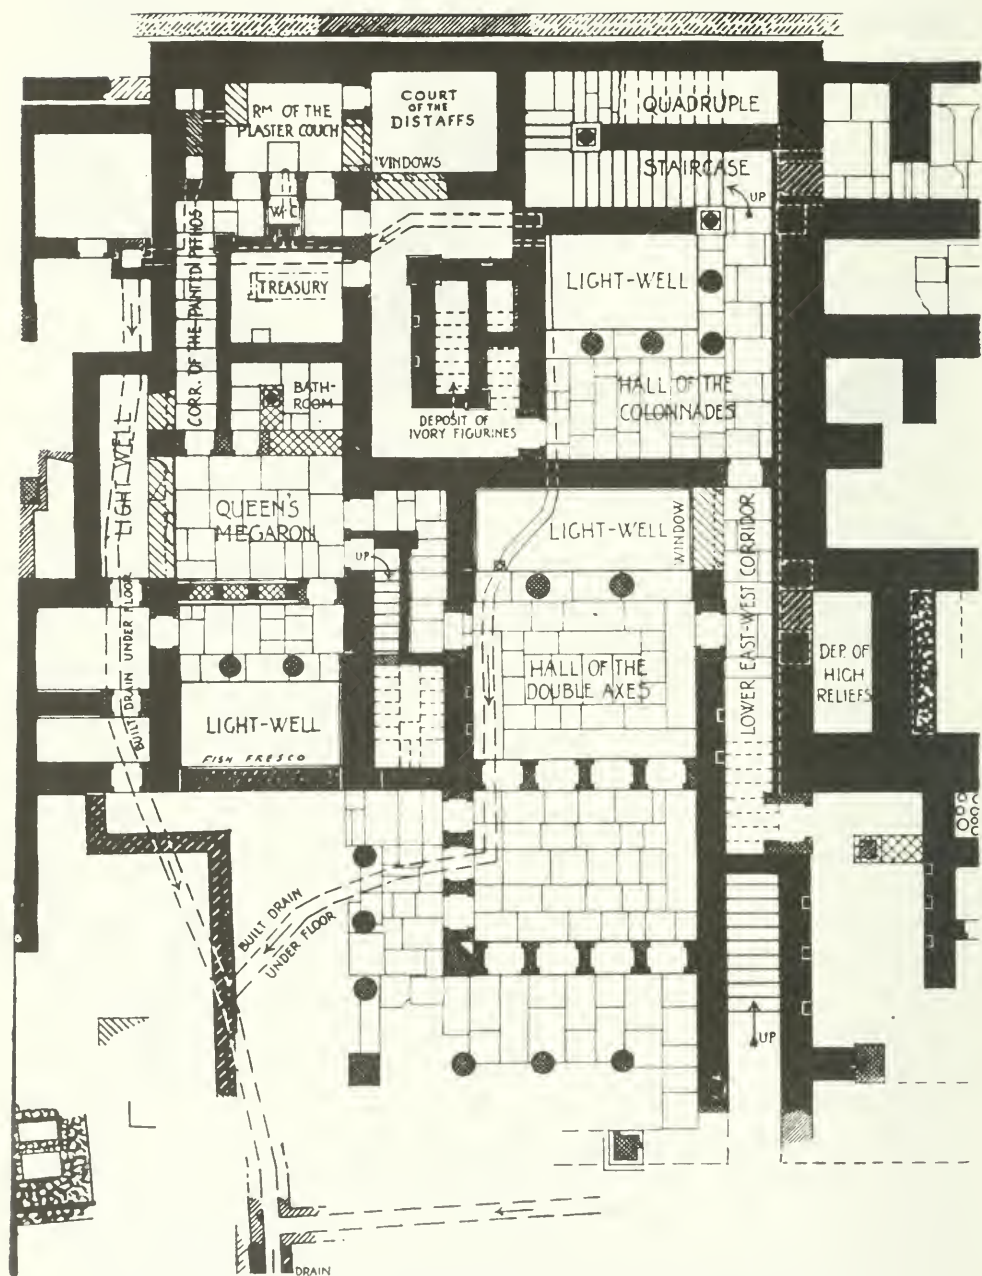 RM OF THE
PLASTER COUCH
COURT
OF THE
DISTAFFS
QUADRUPLE
WINDOWS
STAIRCASE
UP
W·C
CORR. OF THE PAINTED PITHOS
TREASURY
LIGHT-WELL
BATH-
ROOM
DEPOSIT OF
IVORY FIGURINES
HALL OF THE
COLONNADES
LIGHT WELL
QUEEN'S
MEGARON
UP
LIGHT-WELL
WINDOW
LOWER EAST-WEST CORRIDOR
BUILT DRAIN UNDER FLOOR
HALL OF THE
DOUBLE AXES
DEP. OF
HIGH
RELIEFS
LIGHT-WELL
FISH FRESCO
BUILT DRAIN
UNDER FLOOR
UP
DRAIN